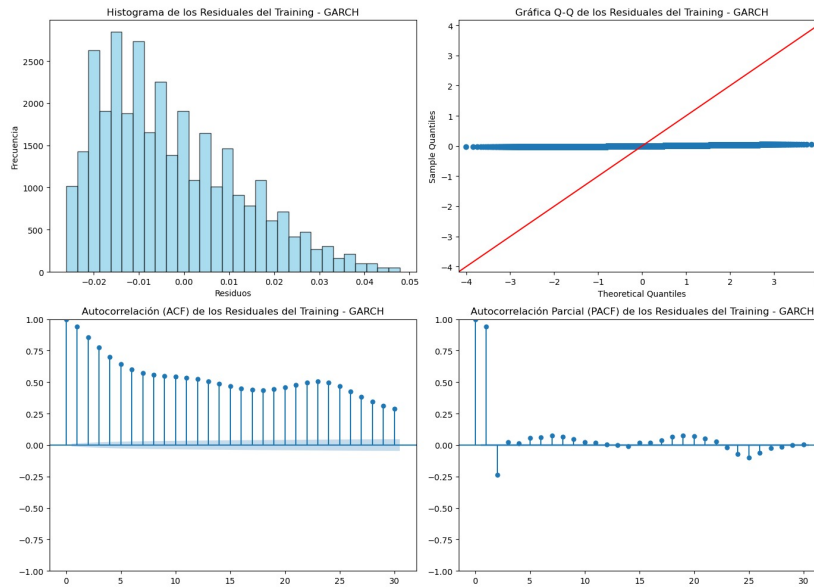 Histograma de los Residuales del Training - GARCH
Frecuencia
2500
2000
1500
1000
500
0
−0.02 −0.01 0.00 0.01 0.02 0.03 0.04 0.05
Residuos
Gráfica Q-Q de los Residuales del Training - GARCH
Sample Quantiles
4
3
2
1
0
−1
−2
−3
−4
−4 −3 −2 −1 0 1 2 3
Theoretical Quantiles
Autocorrelación (ACF) de los Residuales del Training - GARCH
1.00
0.75
0.50
0.25
0.00
−0.25
−0.50
−0.75
−1.00
0 5 10 15 20 25 30
Autocorrelación Parcial (PACF) de los Residuales del Training - GARCH
1.00
0.75
0.50
0.25
0.00
−0.25
−0.50
−0.75
−1.00
0 5 10 15 20 25 30